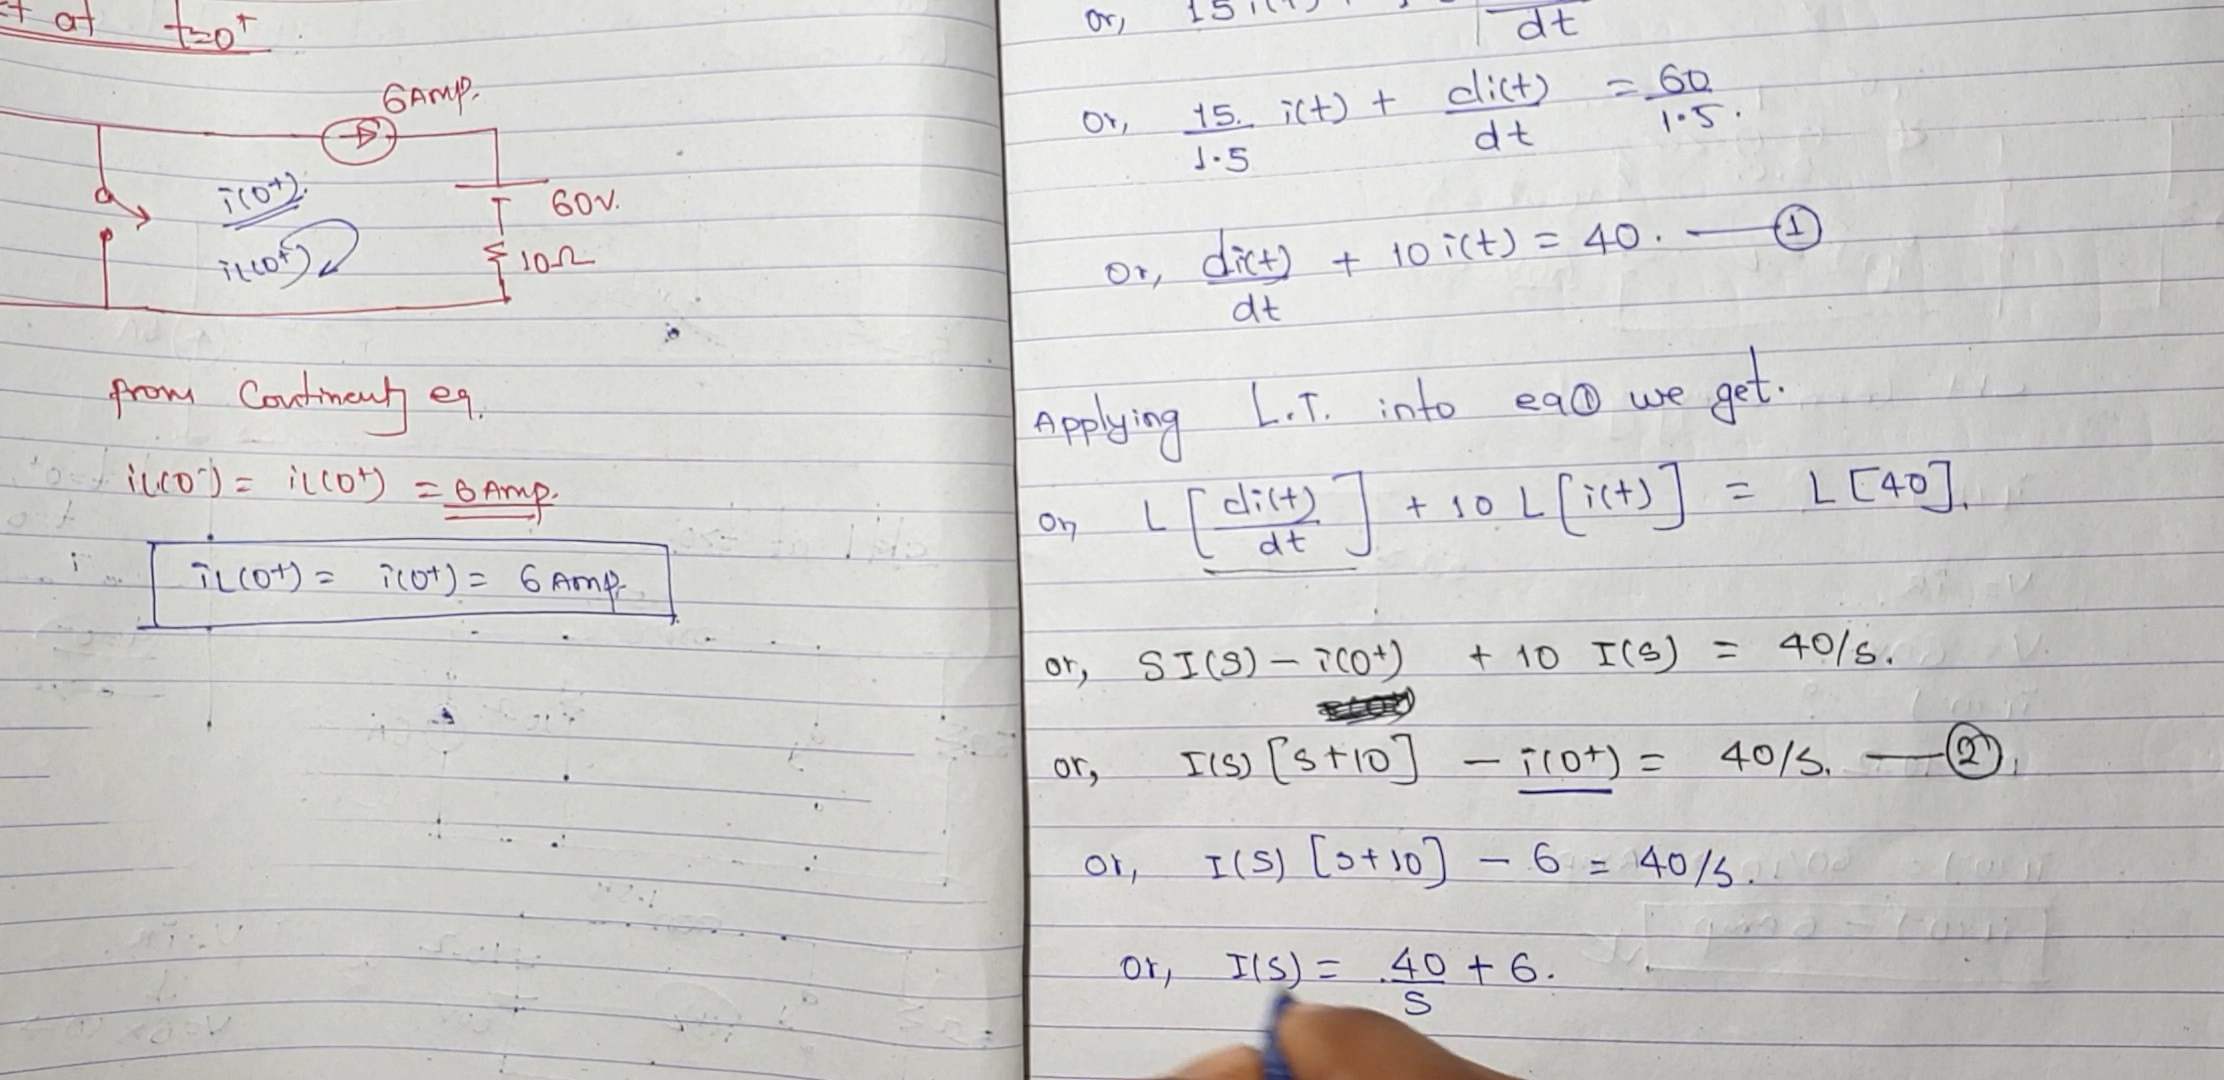 at t=0⁺
6Amp.
i(0⁺).
60V.
iL(0⁺)
10Ω
from Continenty eq.
iL(0⁻) = iL(0⁺) = 6 Amp.
iL(0⁺) = i(0⁺) = 6 Amp.
or, 15 i(t)
dt
Or, 15. i(t) + di(t) = 60
1.5 dt 1.5.
Or, di(t) + 10 i(t) = 40. — ①
dt
Applying L.T. into eq① we get.
or, L [ di(t) ] + 10 L [i(t)] = L [40].
dt
or, SI(S) – i(0⁺) + 10 I(s) = 40/s.
or, I(s) [s+10] – i(0+) = 40/s. — ②
or, I(s) [s+10] – 6 = 40/s.
or, I(s) = 40 + 6.
s